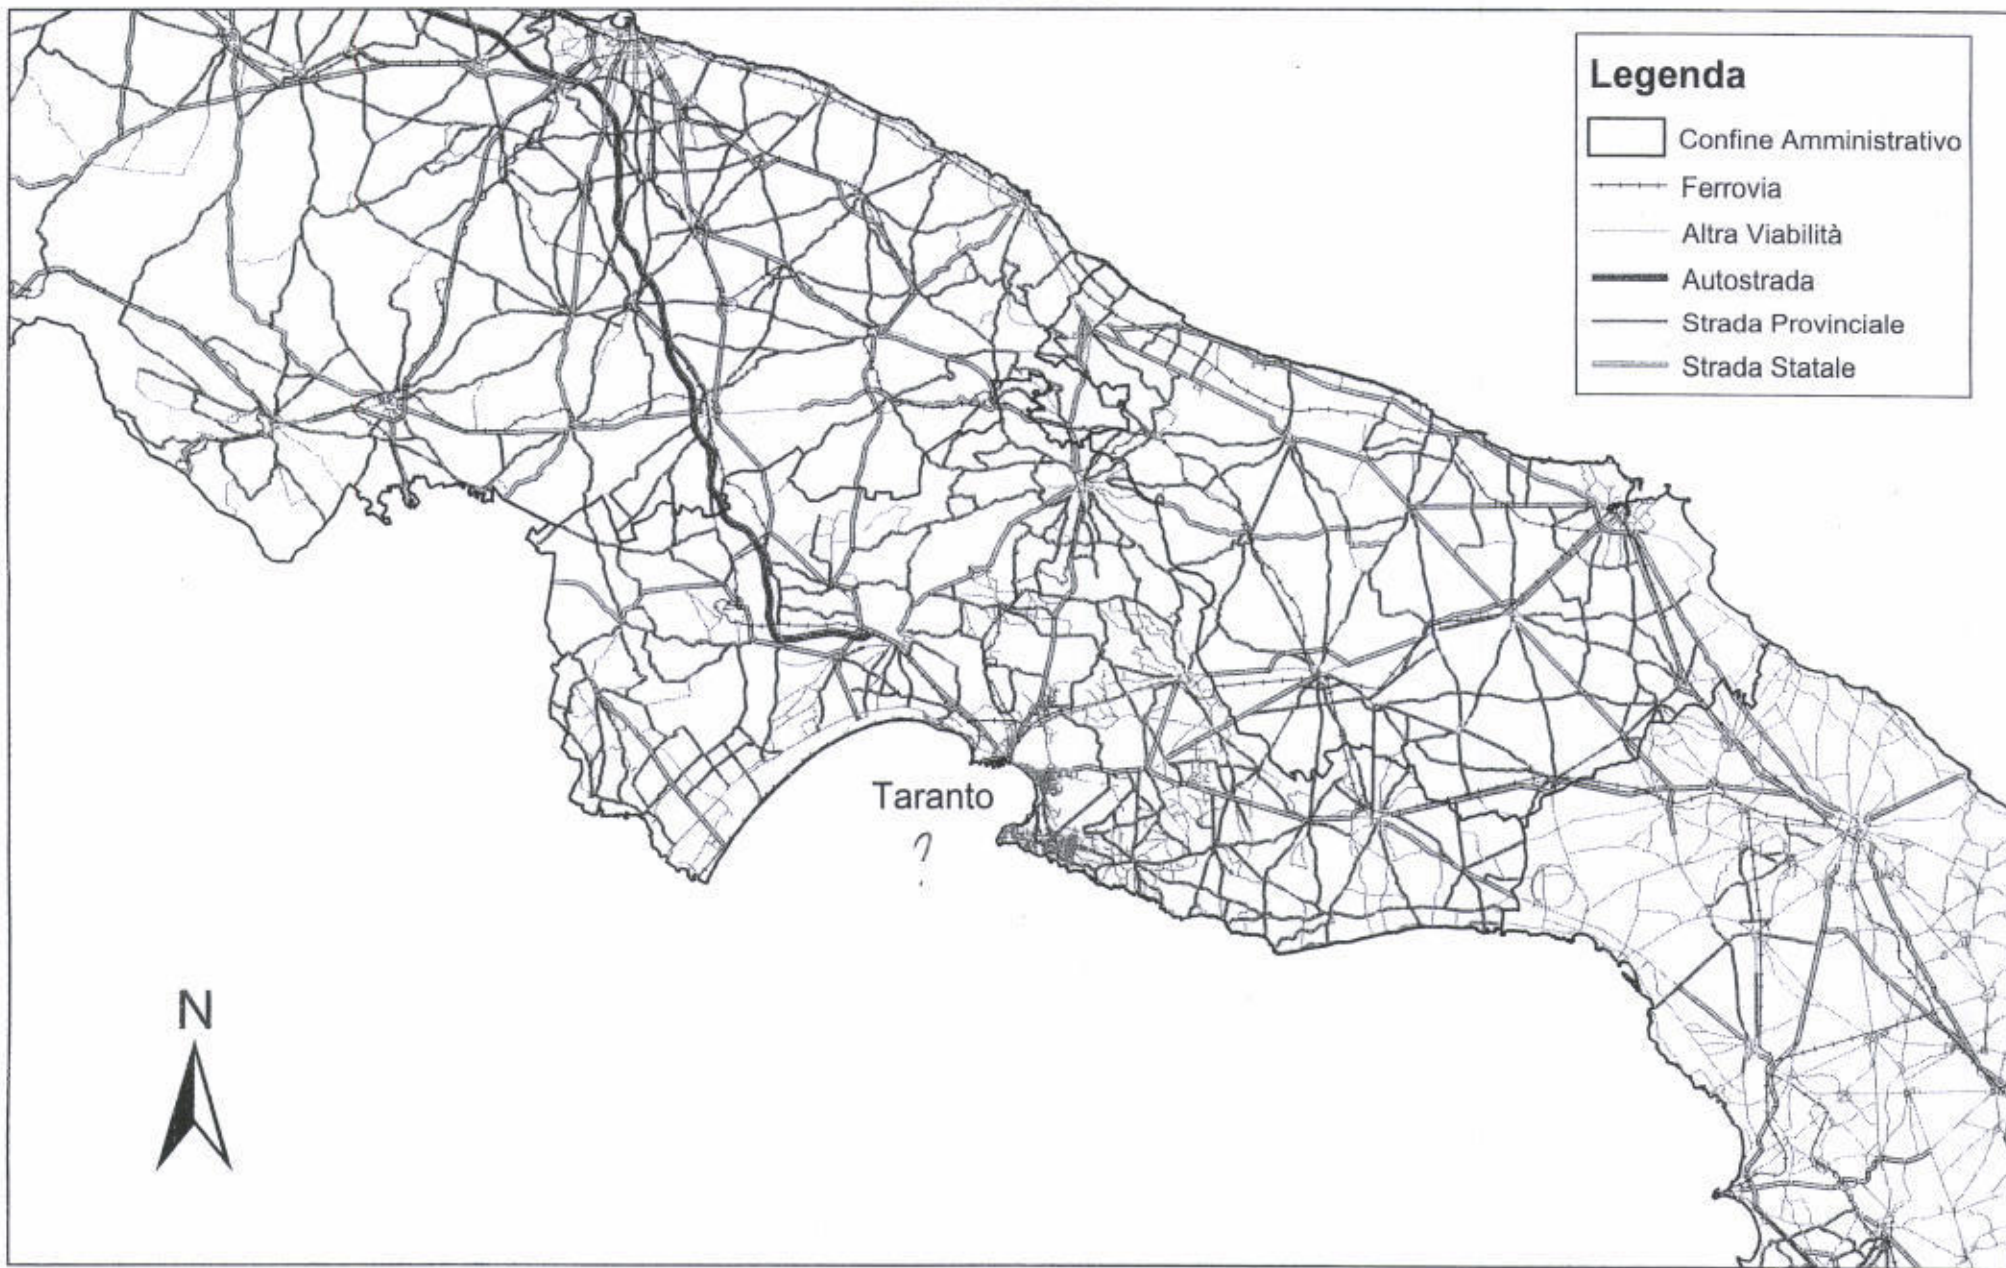 Legenda
Confine Amministrativo
Ferrovia
Altra Viabilità
Autostrada
Strada Provinciale
Strada Statale
Taranto
?
N